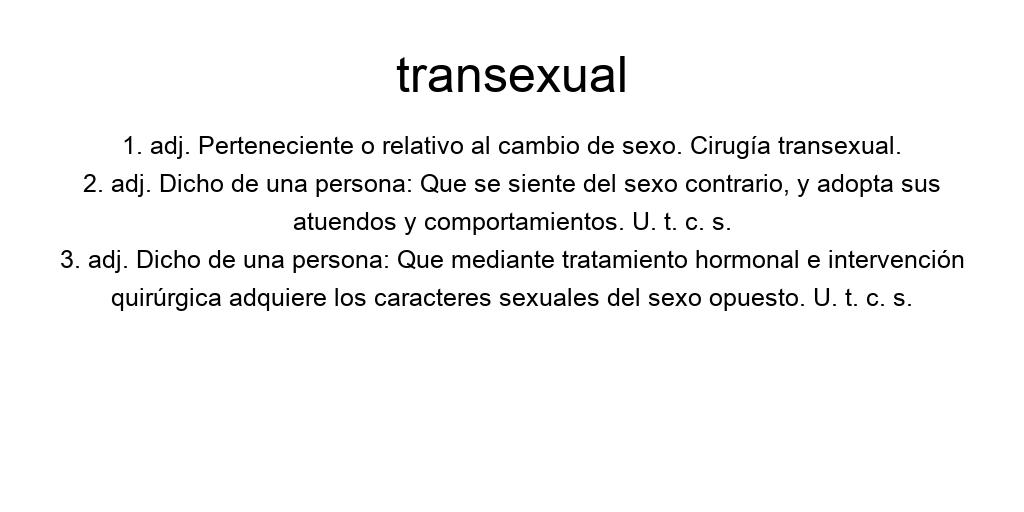 transexual
1. adj. Perteneciente o relativo al cambio de sexo. Cirugía transexual.
2. adj. Dicho de una persona: Que se siente del sexo contrario, y adopta sus
atuendos y comportamientos. U. t. c. s.
3. adj. Dicho de una persona: Que mediante tratamiento hormonal e intervención
quirúrgica adquiere los caracteres sexuales del sexo opuesto. U. t. c. s.